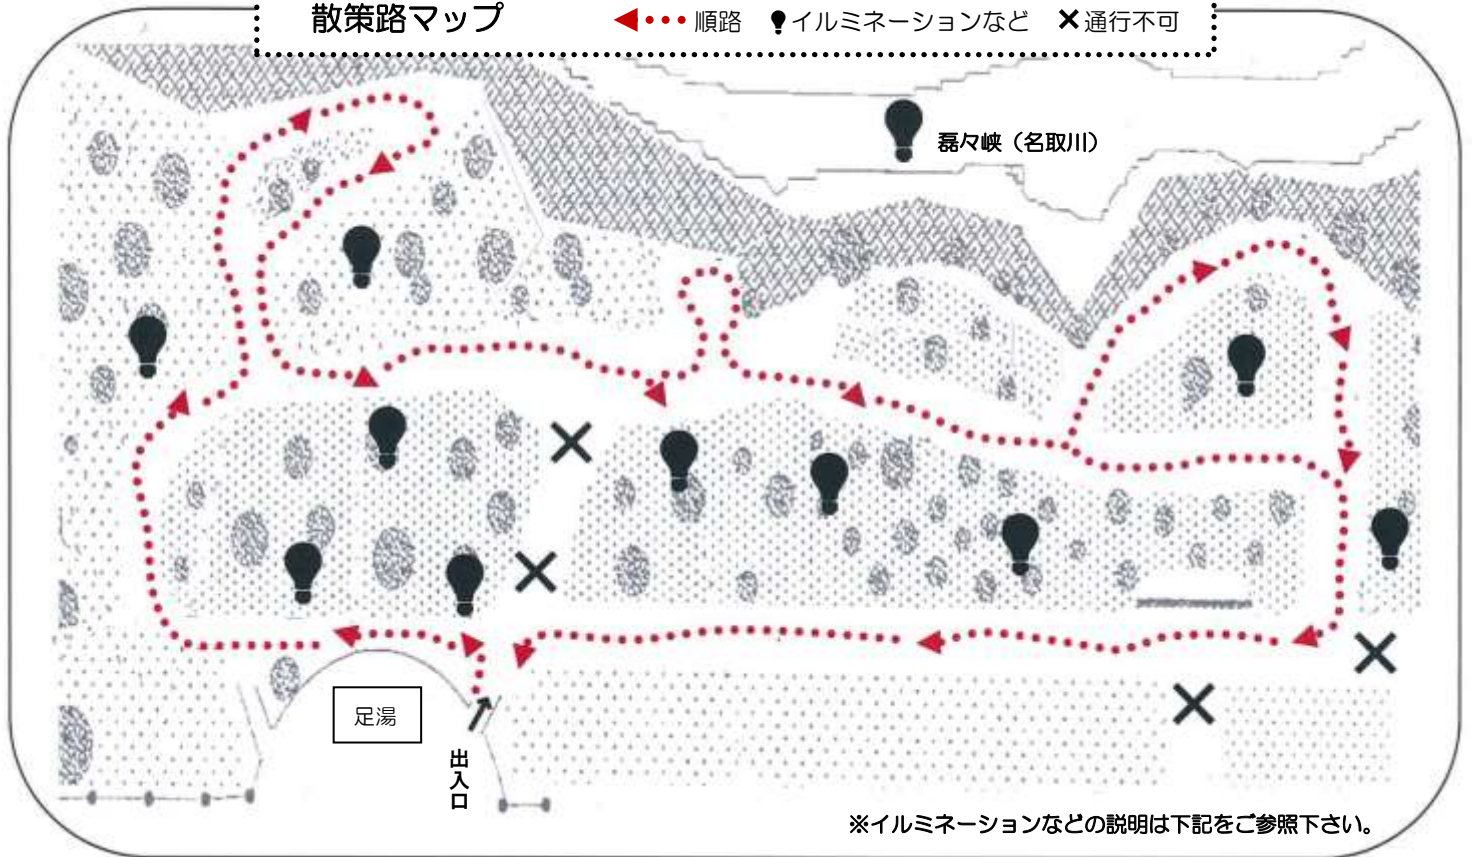 散策路マップ
順路 イルミネーションなど 通行不可
磊々峡（名取川）
足湯
出入口
※イルミネーションなどの説明は下記をご参照下さい。